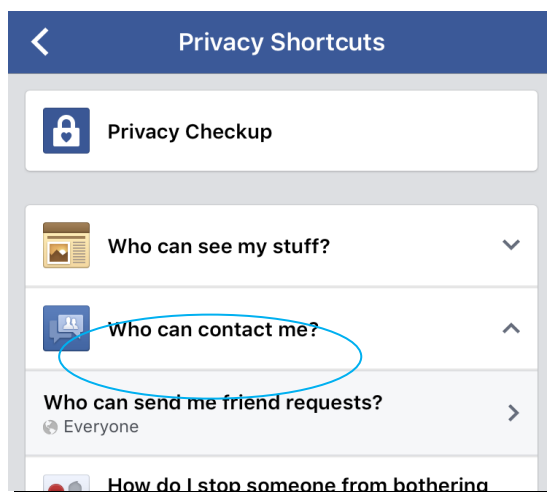 Privacy Shortcuts
Privacy Checkup
Who can see my stuff?
Who can contact me?
Who can send me friend requests?
Everyone
How do I stop someone from bothering